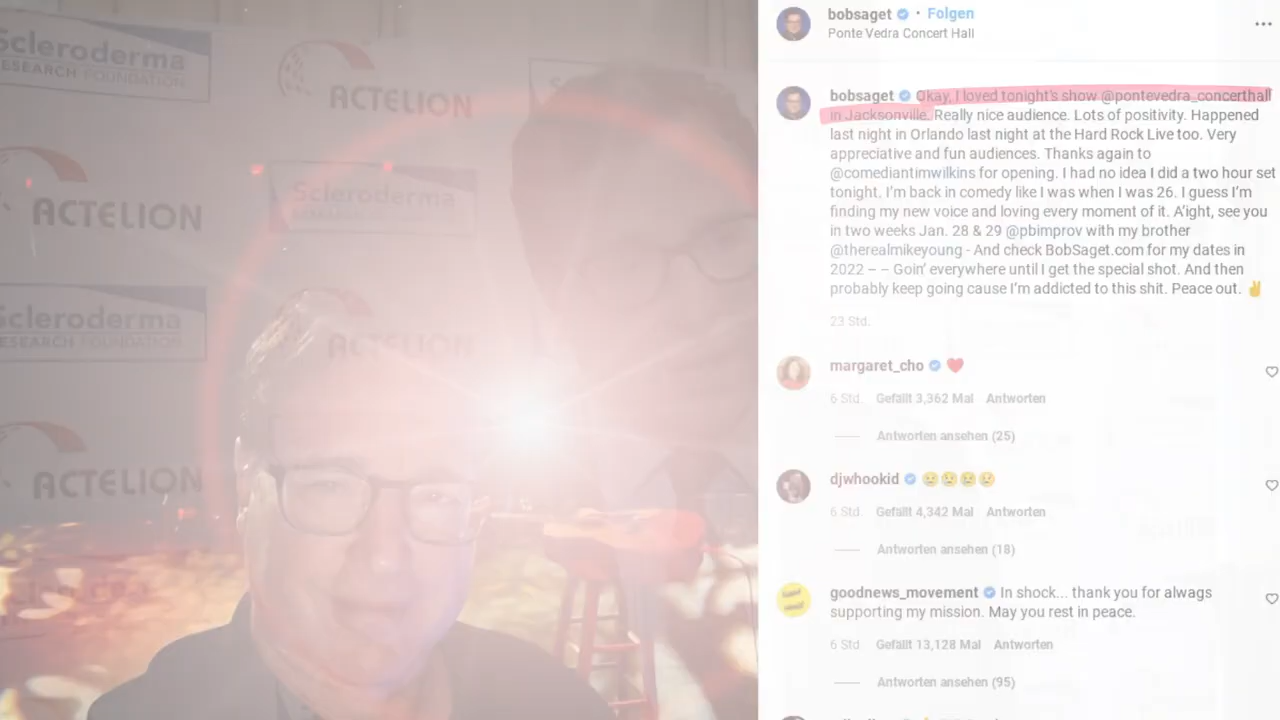 Scleroderma
RESEARCH FOUNDATION
ACTELION
ACTELION
Scleroderma
RESEARCH FOUNDATION
Scleroderma
RESEARCH FOUNDATION
ACTELION
ACTELION
bobsaget • Folgen
Ponte Vedra Concert Hall
bobsaget Okay, I loved tonight's show @pontevedra_concerthall
in Jacksonville. Really nice audience. Lots of positivity. Happened
last night in Orlando last night at the Hard Rock Live too. Very
appreciative and fun audiences. Thanks again to
@comediantimwilkins for opening. I had no idea I did a two hour set
tonight. I'm back in comedy like I was when I was 26. I guess I'm
finding my new voice and loving every moment of it. A'ight, see you
in two weeks Jan. 28 & 29 @pbimprov with my brother
@therealmikeyoung - And check BobSaget.com for my dates in
2022 – – Goin' everywhere until I get the special shot. And then
probably keep going cause I'm addicted to this shit. Peace out. ✌️
23 Std.
margaret_cho ❤️
6 Std. Gefällt 3,362 Mal Antworten
Antworten ansehen (25)
djwhookid 😢😢😢😢
6 Std. Gefällt 4,342 Mal Antworten
Antworten ansehen (18)
goodnews_movement In shock... thank you for always
supporting my mission. May you rest in peace.
6 Std. Gefällt 13,128 Mal Antworten
Antworten ansehen (95)